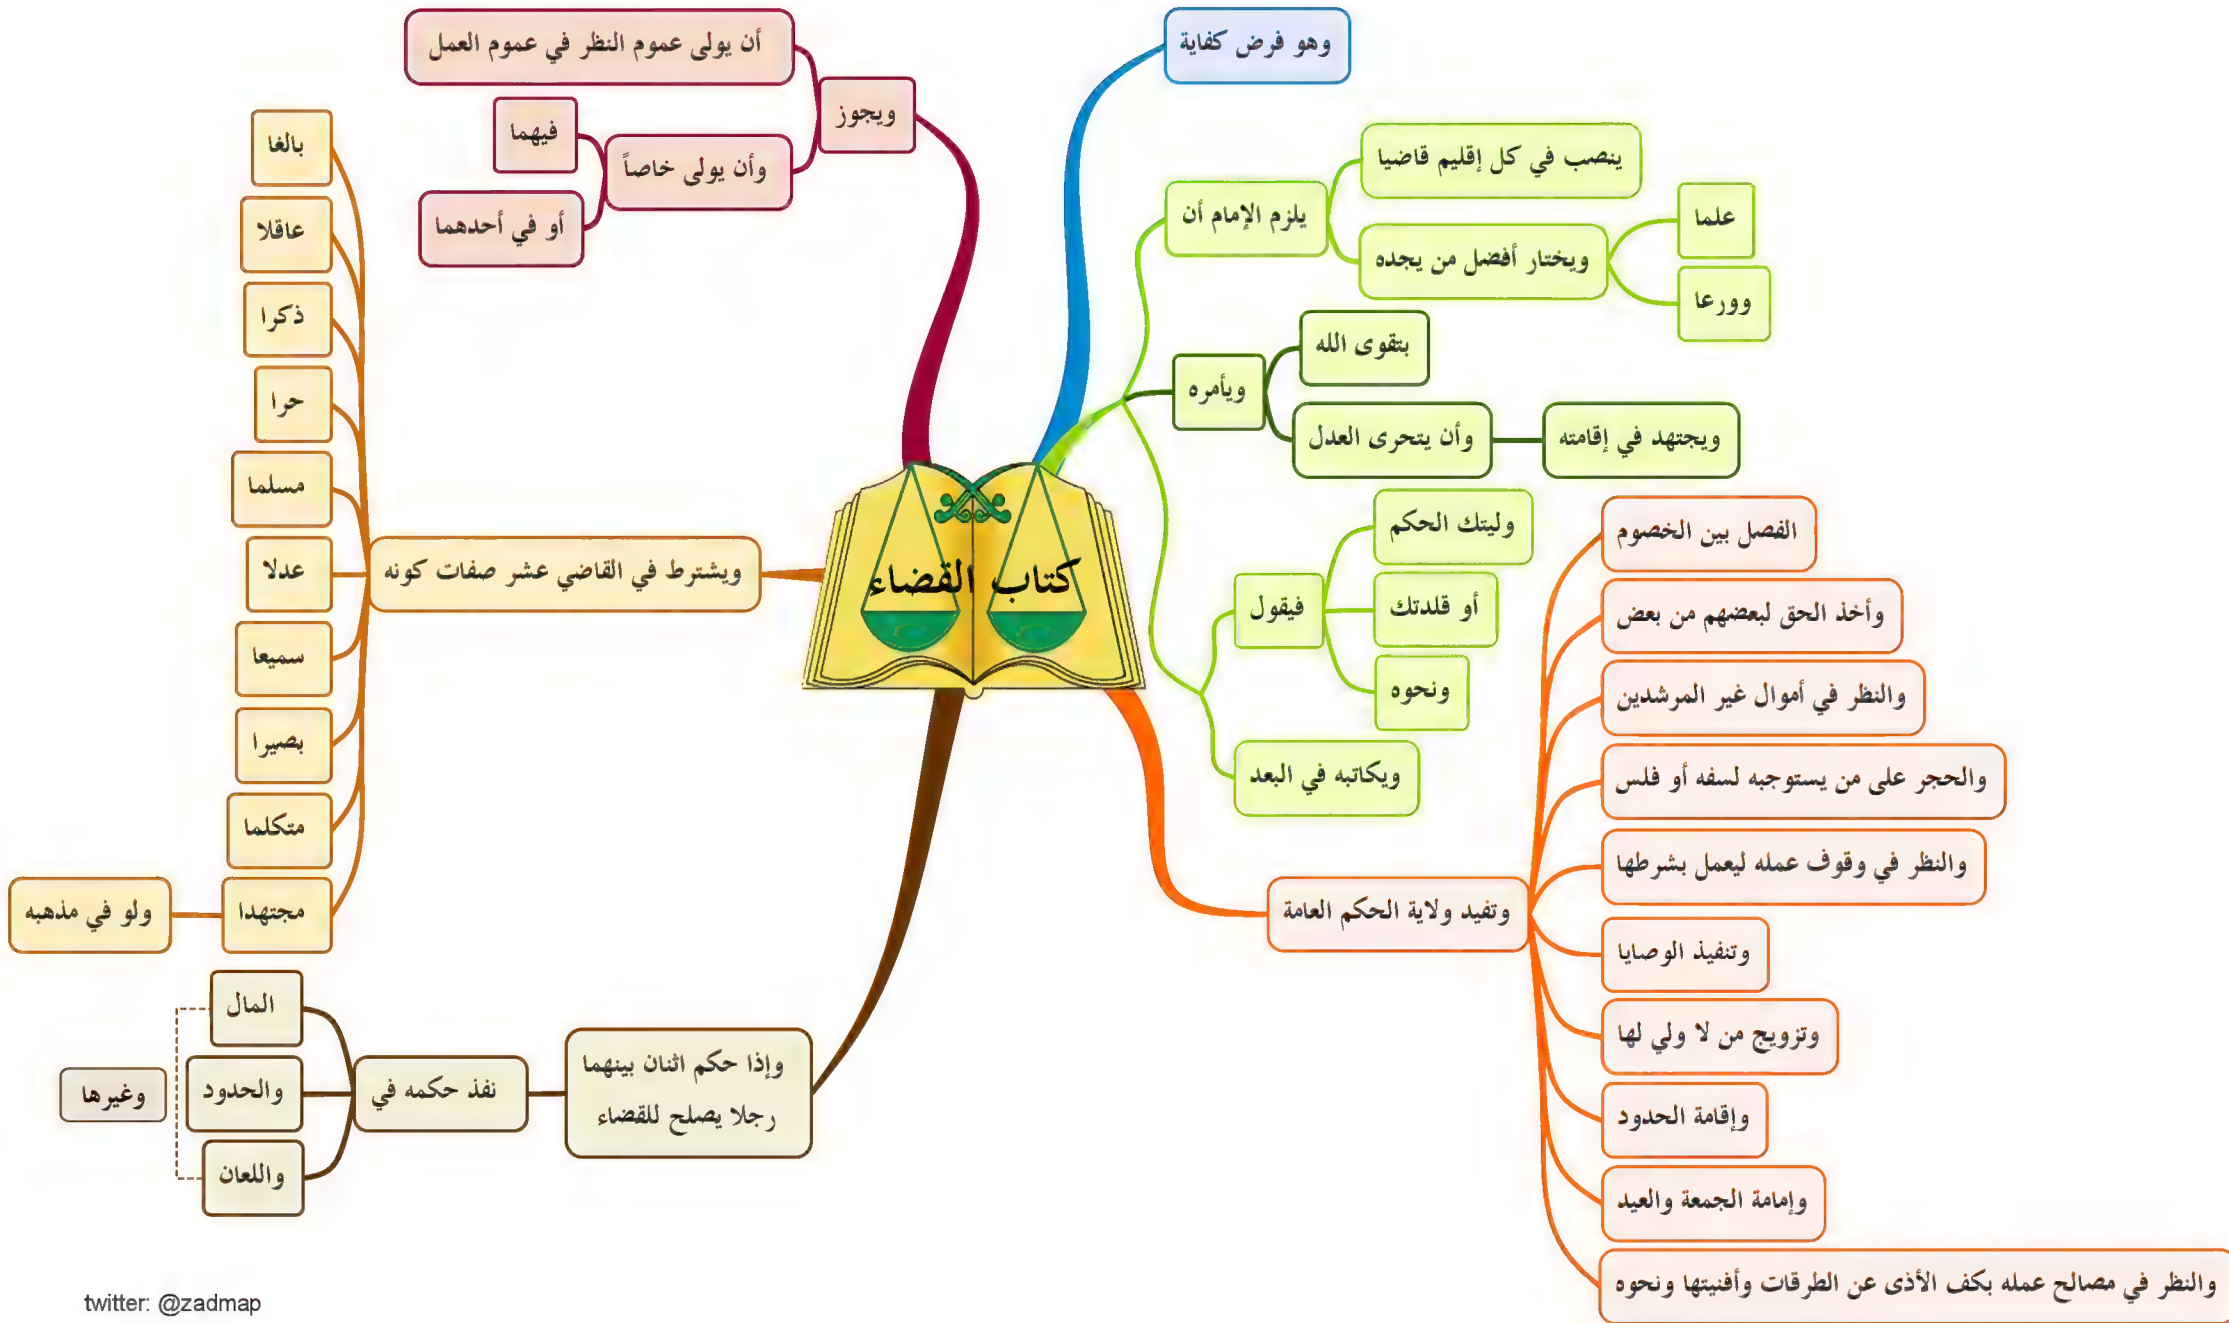 كتاب القضاء
وهو فرض كفاية
يلزم الإمام أن
ينصب في كل إقليم قاضيا
ويختار أفضل من يجده
علما
وورعا
ويأمره
بتقوى الله
وأن يتحرى العدل
ويجتهد في إقامته
فيقول
وليتك الحكم
أو قلدتك
ونحوه
ويكاتبه في البعد
وتفيد ولاية الحكم العامة
الفصل بين الخصوم
وأخذ الحق لبعضهم من بعض
والنظر في أموال غير المرشدين
والحجر على من يستوجبه لسفه أو فلس
والنظر في وقوف عمله ليعمل بشرطها
وتنفيذ الوصايا
وتزويج من لا ولي لها
وإقامة الحدود
وإمامة الجمعة والعيد
والنظر في مصالح عمله بكف الأذى عن الطرقات وأفنيتها ونحوه
ويجوز
أن يولى عموم النظر في عموم العمل
وأن يولى خاصاً
فيهما
أو في أحدهما
ويشترط في القاضي عشر صفات كونه
بالغا
عاقلا
ذكرا
حرا
مسلما
عدلا
سميعا
بصيرا
متكلما
مجتهدا
ولو في مذهبه
وإذا حكم اثنان بينهما
رجلا يصلح للقضاء
نفذ حكمه في
المال
والحدود
واللعان
وغيرها
twitter: @zadmap